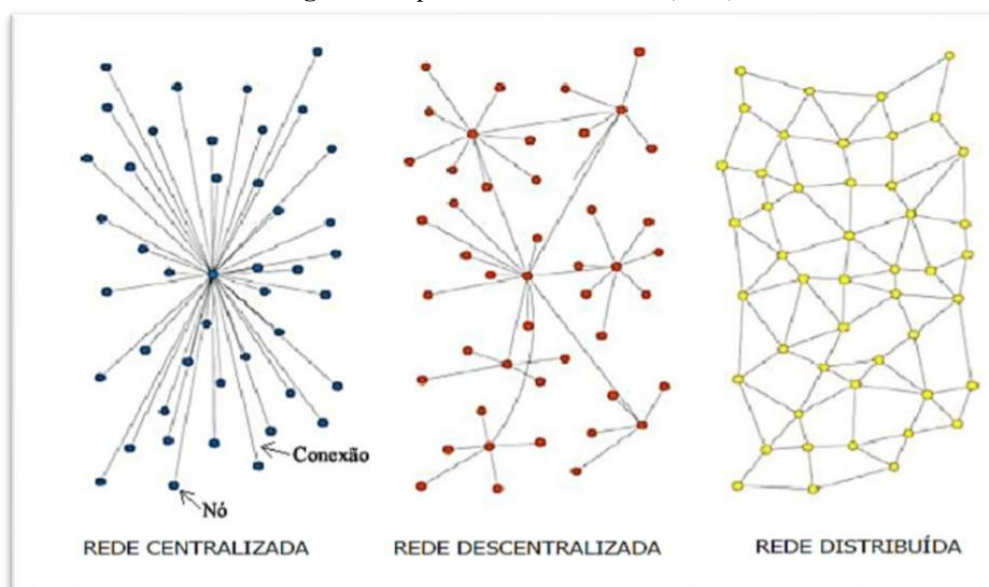 Conexão
Nó
REDE CENTRALIZADA
REDE DESCENTRALIZADA
REDE DISTRIBUÍDA